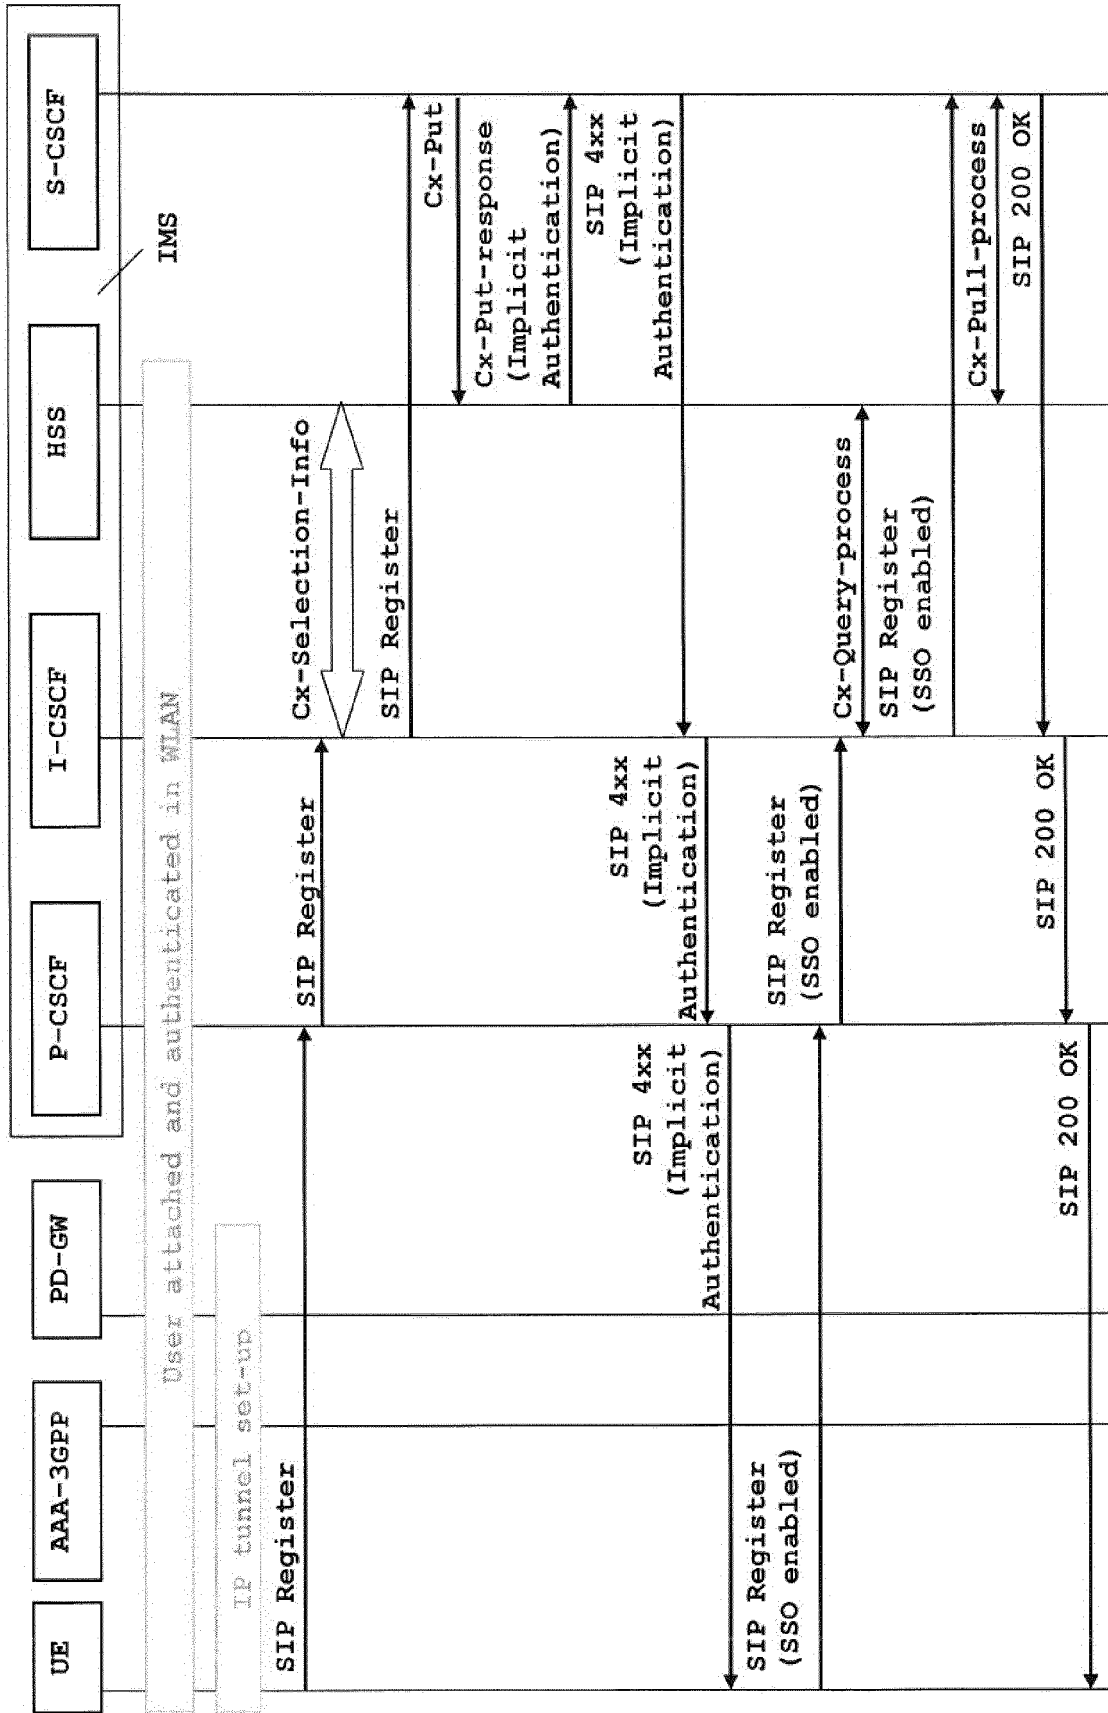 UE
AAA-3GPP
PD-GW
P-CSCF
I-CSCF
HSS
S-CSCF
IMS
User attached and authenticated in WLAN
IP tunnel set-up
SIP Register
SIP Register
Cx-Selection-Info
SIP Register
Cx-Put
Cx-Put-response
(Implicit
Authentication)
SIP 4xx
(Implicit
Authentication)
SIP 4xx
(Implicit
Authentication)
SIP 4xx
(Implicit
Authentication)
SIP Register
(SSO enabled)
SIP Register
(SSO enabled)
Cx-Query-process
SIP Register
(SSO enabled)
Cx-Pull-process
SIP 200 OK
SIP 200 OK
SIP 200 OK